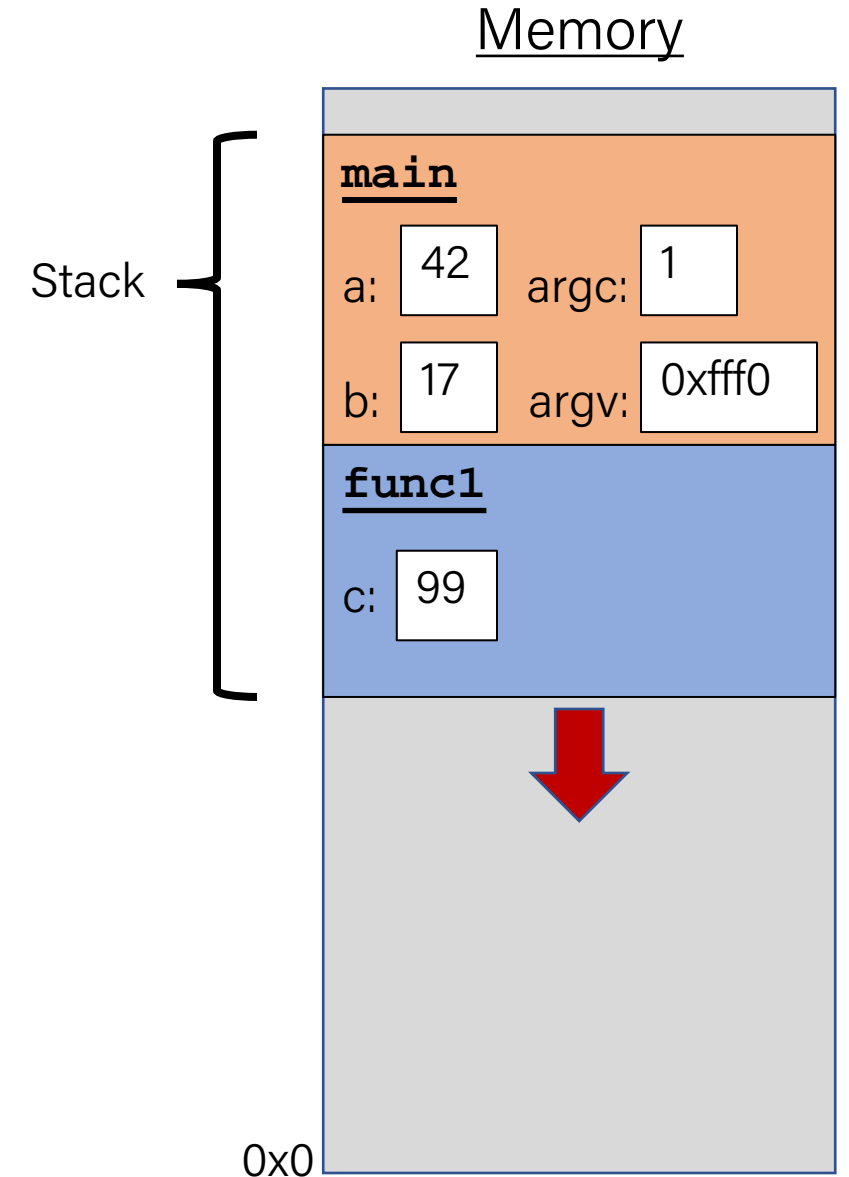 Memory
main
a: 42 argc: 1
Stack
b: 17 argv: 0xfff0
func1
c: 99
0x0